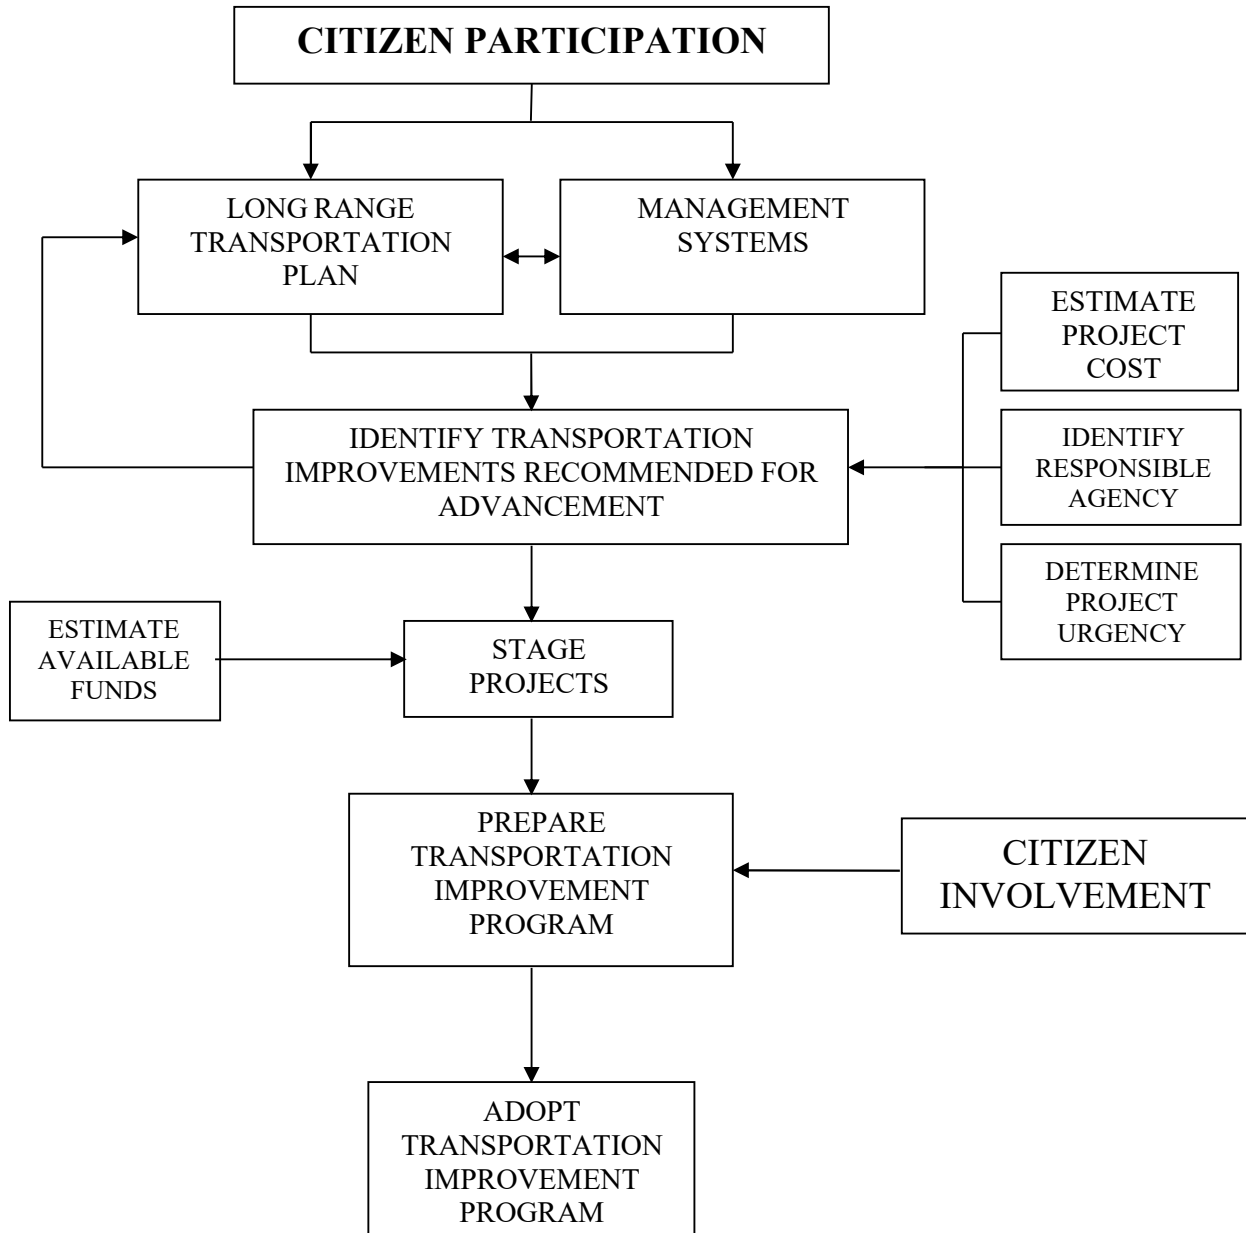 CITIZEN PARTICIPATION
LONG RANGE
TRANSPORTATION
PLAN
MANAGEMENT
SYSTEMS
ESTIMATE
PROJECT
COST
IDENTIFY TRANSPORTATION
IMPROVEMENTS RECOMMENDED FOR
ADVANCEMENT
IDENTIFY
RESPONSIBLE
AGENCY
DETERMINE
PROJECT
URGENCY
ESTIMATE
AVAILABLE
FUNDS
STAGE
PROJECTS
PREPARE
TRANSPORTATION
IMPROVEMENT
PROGRAM
CITIZEN
INVOLVEMENT
ADOPT
TRANSPORTATION
IMPROVEMENT
PROGRAM